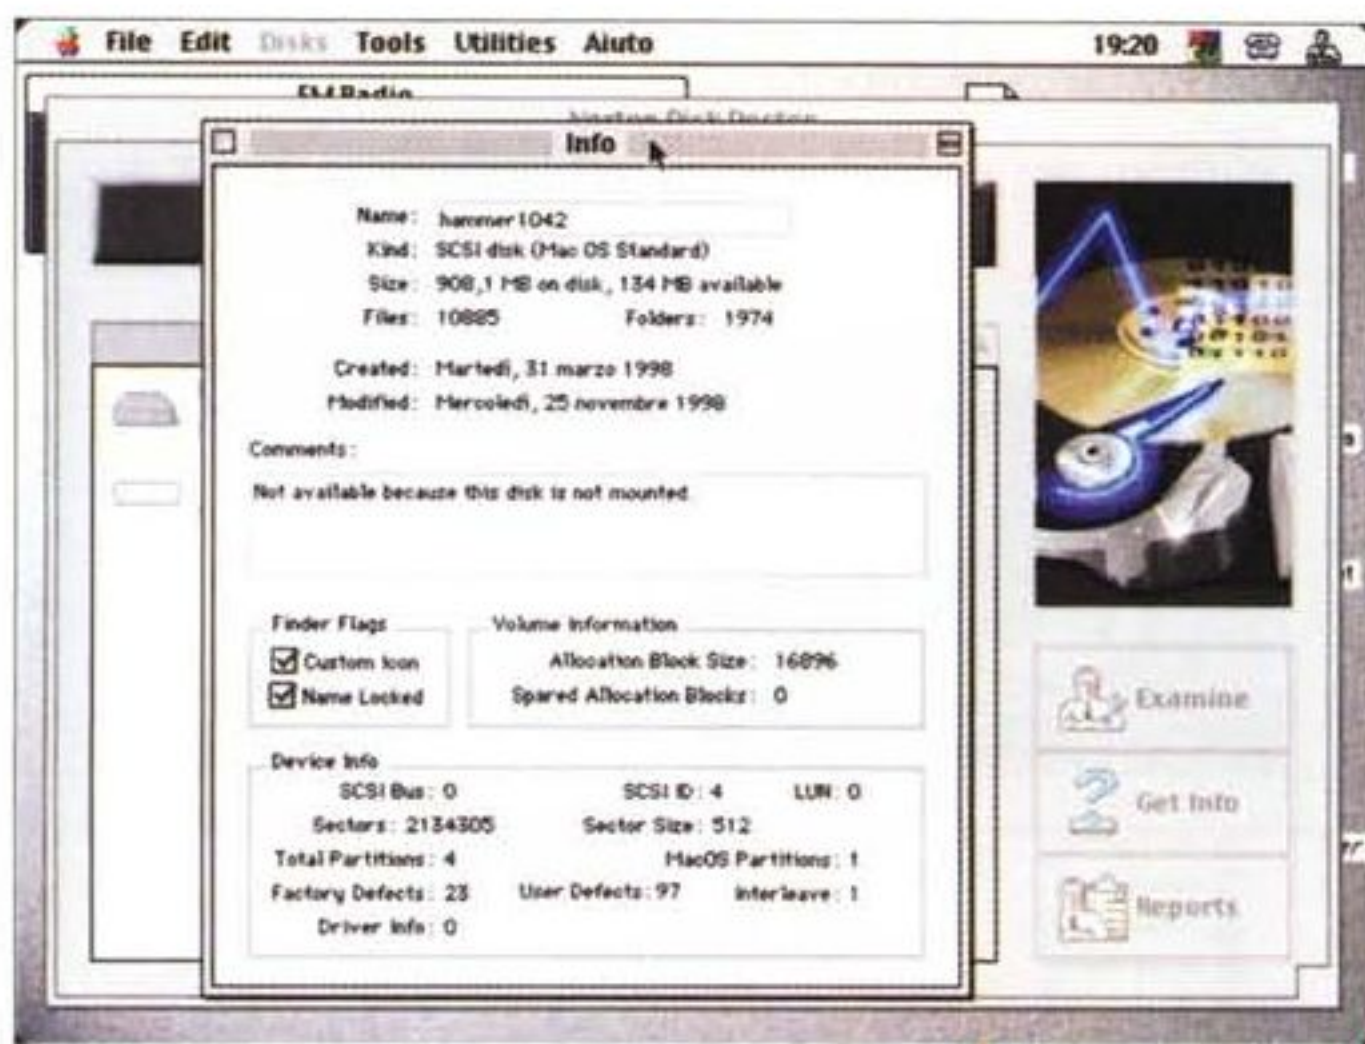 File Edit Disks Tools Utilities Aiuto 19:20
FM Radio
Norton Disk Doctor
Info
Name: hammer1042
Kind: SCSI disk (Mac OS Standard)
Size: 908,1 MB on disk, 134 MB available
Files: 10885 Folders: 1974
Created: Martedì, 31 marzo 1998
Modified: Mercoledì, 25 novembre 1998
Comments:
Not available because this disk is not mounted.
Finder Flags
Custom Icon
Name Locked
Volume Information
Allocation Block Size: 16896
Spared Allocation Blocks: 0
Device Info
SCSI Bus: 0 SCSI ID: 4 LUN: 0
Sectors: 2134305 Sector Size: 512
Total Partitions: 4 MacOS Partitions: 1
Factory Defects: 23 User Defects: 97 Interleave: 1
Driver Info: 0
Examine
Get Info
Reports